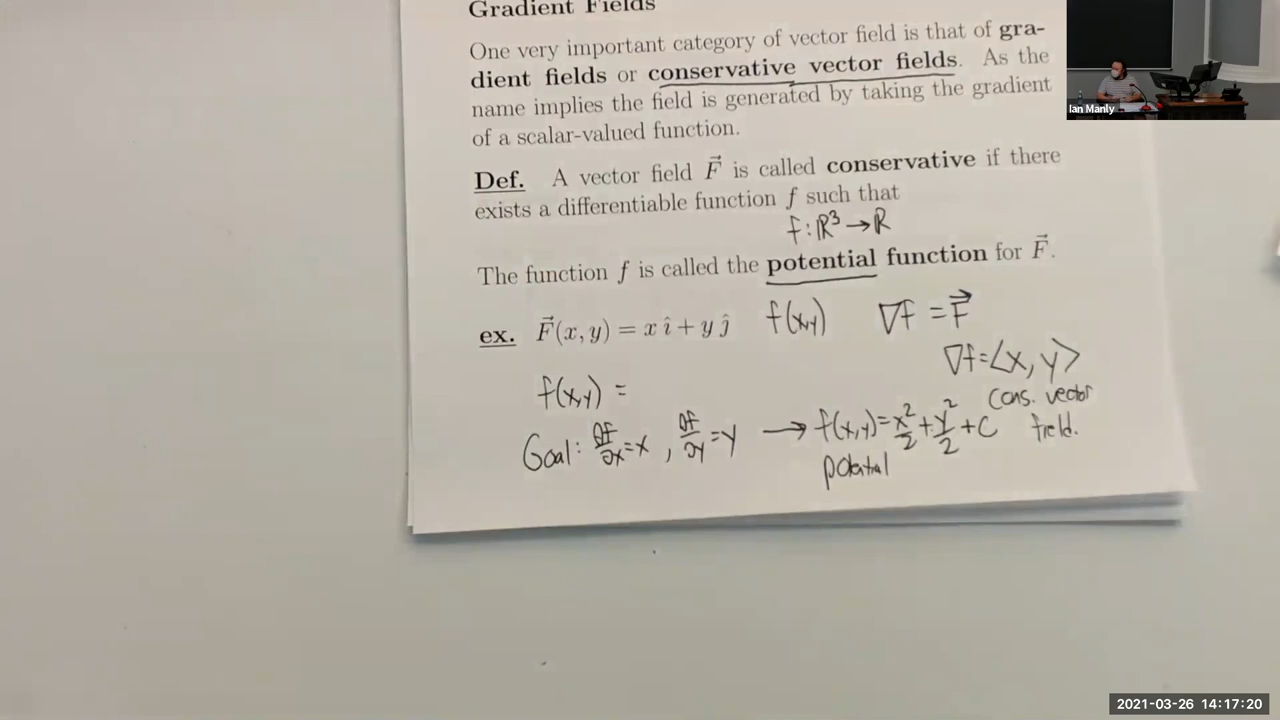 Gradient Fields
One very important category of vector field is that of gra-
dient fields or conservative vector fields. As the
name implies the field is generated by taking the gradient
of a scalar-valued function.
Def. A vector field F⃗ is called conservative if there
exists a differentiable function f such that
f : ℝ³ → ℝ
The function f is called the potential function for F⃗.
ex. F⃗(x, y) = x î + y ĵ f(x,y) ∇f = F⃗
∇f = ⟨x, y⟩
f(x,y) =
Cons. vector
field.
Goal: ∂f/∂x = x , ∂f/∂y = y → f(x,y) = x²/2 + y²/2 + C
potential
Ian Manly
2021-03-26 14:17:20